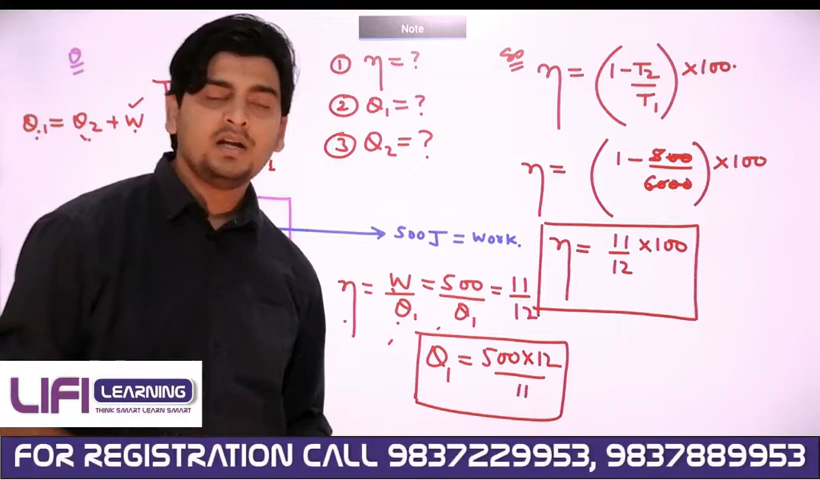 Note
Q
Q₁ = Q₂ + W
① η = ?
② Q₁ = ?
③ Q₂ = ?
So
η = (1 - T₂/T₁) × 100
η = (1 - 800/6000) × 100
η = 11/12 × 100
500J = Work.
η = W/Q₁ = 500/Q₁ = 11/12
Q₁ = 500×12/11
LIFI LEARNING
THINK SMART LEARN SMART
FOR REGISTRATION CALL 9837229953, 9837889953